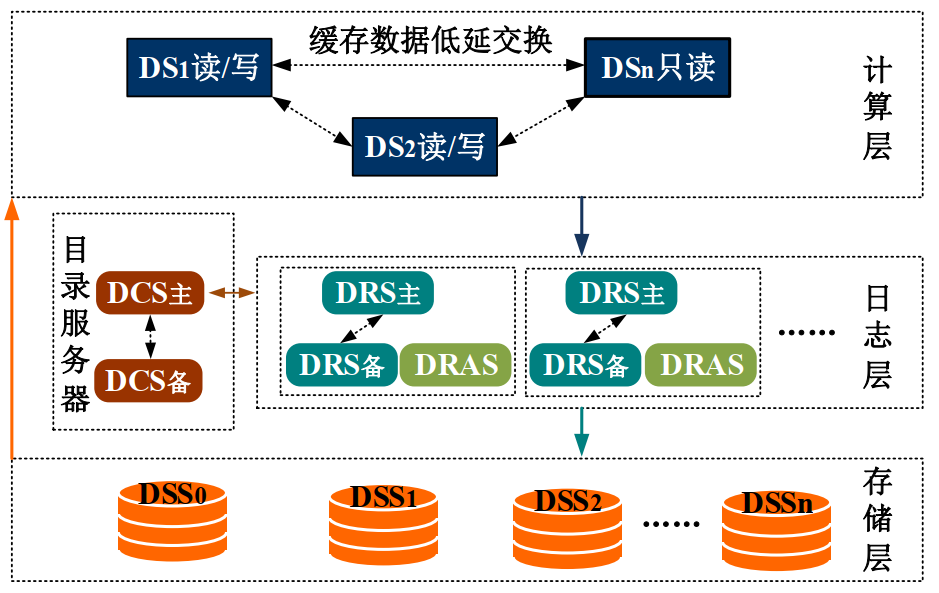 缓存数据低延交换
DS1读/写
DSn只读
DS2读/写
计算层
目录服务器
DCS主
DCS备
DRS主
DRS备
DRAS
DRS主
DRS备
DRAS
……
日志层
DSS0
DSS1
DSS2
……
DSSn
存储层